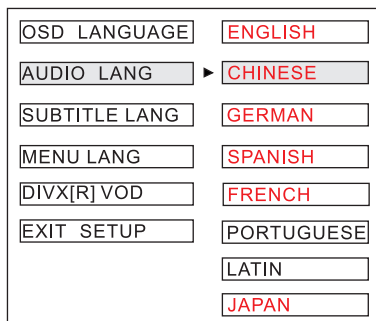 OSD LANGUAGE
AUDIO LANG
SUBTITLE LANG
MENU LANG
DIVX[R] VOD
EXIT SETUP
ENGLISH
CHINESE
GERMAN
SPANISH
FRENCH
PORTUGUESE
LATIN
JAPAN